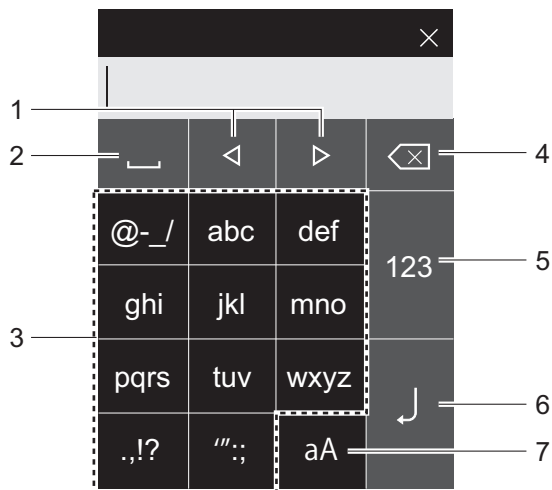 1
2 4
@-_/ abc def
123 5
ghi jkl mno
3
pqrs tuv wxyz
6
.,!? '":; aA 7